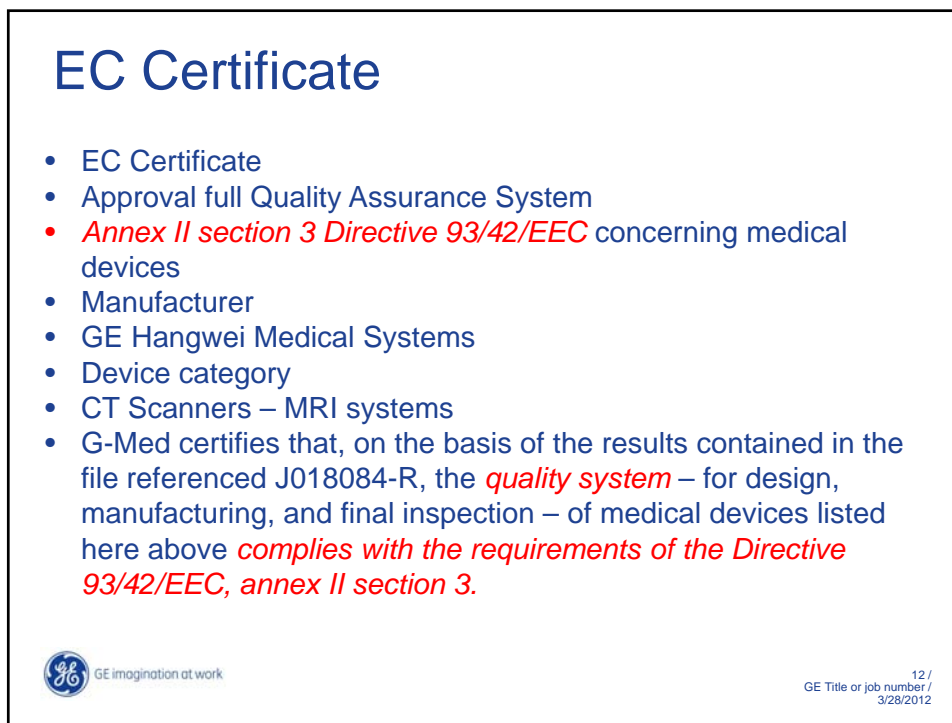 EC Certificate
• EC Certificate
• Approval full Quality Assurance System
• Annex II section 3 Directive 93/42/EEC concerning medical
devices
• Manufacturer
• GE Hangwei Medical Systems
• Device category
• CT Scanners – MRI systems
• G-Med certifies that, on the basis of the results contained in the
file referenced J018084-R, the quality system – for design,
manufacturing, and final inspection – of medical devices listed
here above complies with the requirements of the Directive
93/42/EEC, annex II section 3.
GE imagination at work
12 /
GE Title or job number /
3/28/2012